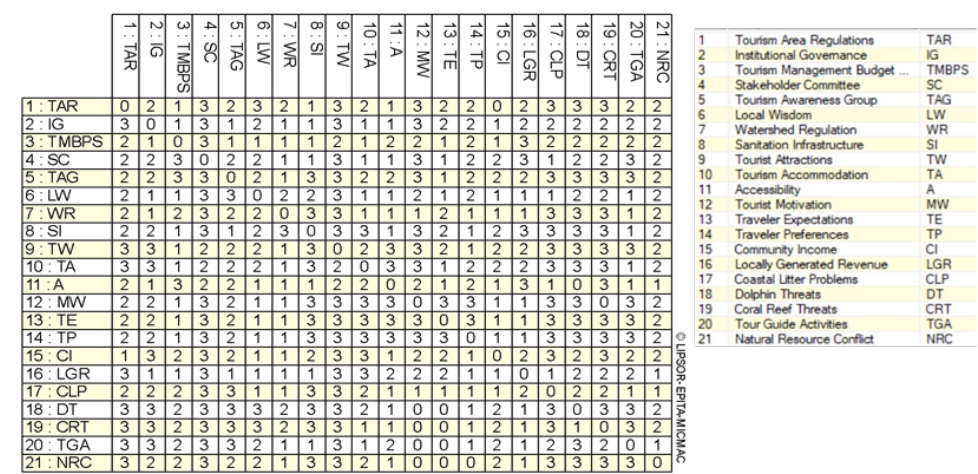 1 : TAR 2 : IG 3 : TMBPS 4 : SC 5 : TAG 6 : LW 7 : WR 8 : SI 9 : TW 10 : TA 11 : A 12 : MW 13 : TE 14 : TP 15 : CI 16 : LGR 17 : CLP 18 : DT 19 : CRT 20 : TGA 21 : NRC
1 : TAR 0 2 1 3 2 3 2 1 3 2 1 3 2 2 0 2 3 3 3 2 2
2 : IG 3 0 1 3 1 2 1 1 3 1 1 3 2 2 1 2 2 2 2 2 2
3 : TMBPS 2 1 0 3 1 1 1 1 2 1 2 2 1 2 1 3 2 2 2 2 2
4 : SC 2 2 3 0 2 2 1 1 3 1 1 3 1 2 2 3 1 2 2 3 2
5 : TAG 2 2 3 3 0 2 1 3 3 2 2 3 1 2 2 2 3 3 3 3 2
6 : LW 2 1 1 3 3 0 2 2 3 1 1 2 1 2 1 1 1 2 2 1 2
7 : WR 2 1 2 3 2 2 0 3 3 1 1 1 2 1 1 1 3 3 3 1 2
8 : SI 2 2 1 3 1 2 3 0 3 3 1 3 2 1 2 3 3 3 3 1 2
9 : TW 3 3 1 2 2 2 1 3 0 2 3 3 2 1 2 2 3 3 3 3 2
10 : TA 3 3 1 2 2 2 1 3 2 0 3 3 1 2 2 2 3 3 3 1 2
11 : A 2 1 3 2 2 1 1 1 2 2 0 2 1 2 1 3 1 0 3 1 1
12 : MW 2 2 1 3 2 1 1 3 3 3 3 0 3 3 1 1 3 3 0 3 2
13 : TE 2 2 1 3 2 1 1 3 3 3 3 3 0 3 1 1 3 3 3 3 2
14 : TP 2 2 1 3 2 1 1 3 3 3 3 3 3 0 1 1 3 3 3 3 2
15 : CI 1 3 2 3 2 1 1 2 3 3 1 2 2 1 0 2 3 2 3 2 2
16 : LGR 3 1 1 3 1 1 1 1 3 3 2 2 2 1 1 0 1 2 2 2 1
17 : CLP 2 2 2 3 3 1 1 3 3 2 1 1 1 1 1 2 0 2 2 1 1
18 : DT 3 3 2 3 3 3 2 3 3 2 1 0 0 1 2 1 3 0 3 3 2
19 : CRT 3 3 2 3 3 3 2 3 3 1 1 0 0 1 2 1 3 1 0 3 2
20 : TGA 3 3 2 3 3 2 1 1 3 1 2 0 0 1 2 1 2 3 2 0 1
21 : NRC 3 2 2 3 2 2 1 3 3 2 1 0 0 0 2 1 3 3 3 3 0
© LIPSOR-EPITA-MICMAC
1 Tourism Area Regulations TAR
2 Institutional Governance IG
3 Tourism Management Budget ... TMBPS
4 Stakeholder Committee SC
5 Tourism Awareness Group TAG
6 Local Wisdom LW
7 Watershed Regulation WR
8 Sanitation Infrastructure SI
9 Tourist Attractions TW
10 Tourism Accommodation TA
11 Accessibility A
12 Tourist Motivation MW
13 Traveler Expectations TE
14 Traveler Preferences TP
15 Community Income CI
16 Locally Generated Revenue LGR
17 Coastal Litter Problems CLP
18 Dolphin Threats DT
19 Coral Reef Threats CRT
20 Tour Guide Activities TGA
21 Natural Resource Conflict NRC